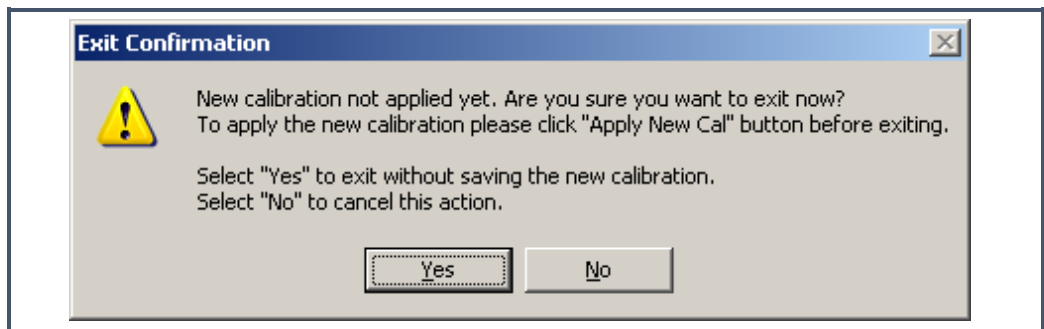 Exit Confirmation
New calibration not applied yet. Are you sure you want to exit now?
To apply the new calibration please click "Apply New Cal" button before exiting.
Select "Yes" to exit without saving the new calibration.
Select "No" to cancel this action.
Yes
No